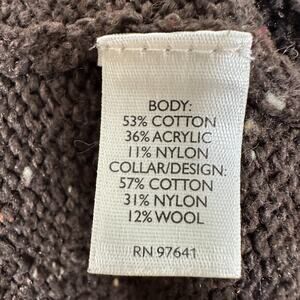 BODY:
53% COTTON
36% ACRYLIC
11% NYLON
COLLAR/DESIGN:
57% COTTON
31% NYLON
12% WOOL
RN 97641